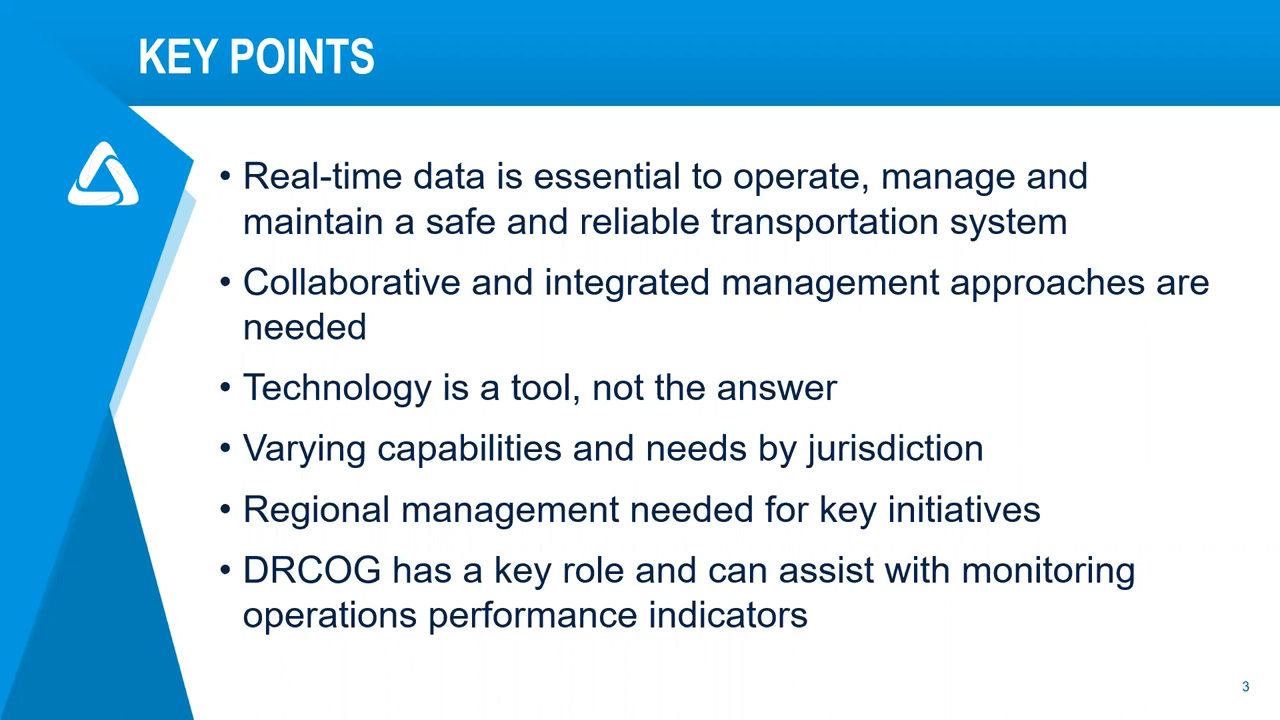 KEY POINTS
• Real-time data is essential to operate, manage and
maintain a safe and reliable transportation system
• Collaborative and integrated management approaches are
needed
• Technology is a tool, not the answer
• Varying capabilities and needs by jurisdiction
• Regional management needed for key initiatives
• DRCOG has a key role and can assist with monitoring
operations performance indicators
3